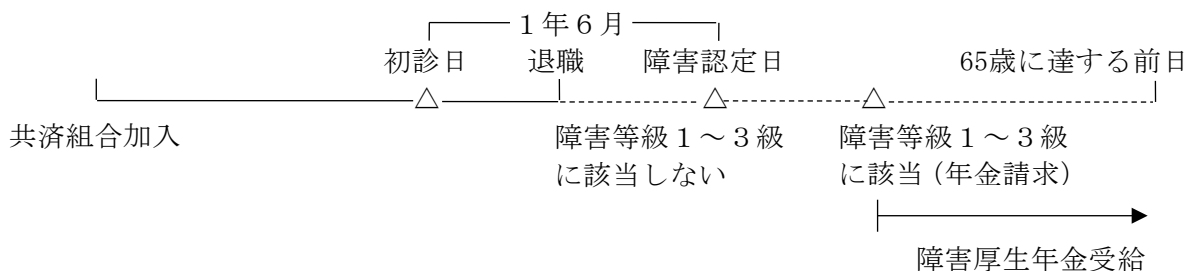 1年6月
初診日 退職 障害認定日 65歳に達する前日
共済組合加入 障害等級1~3級 障害等級1~3級
に該当しない に該当(年金請求)
障害厚生年金受給